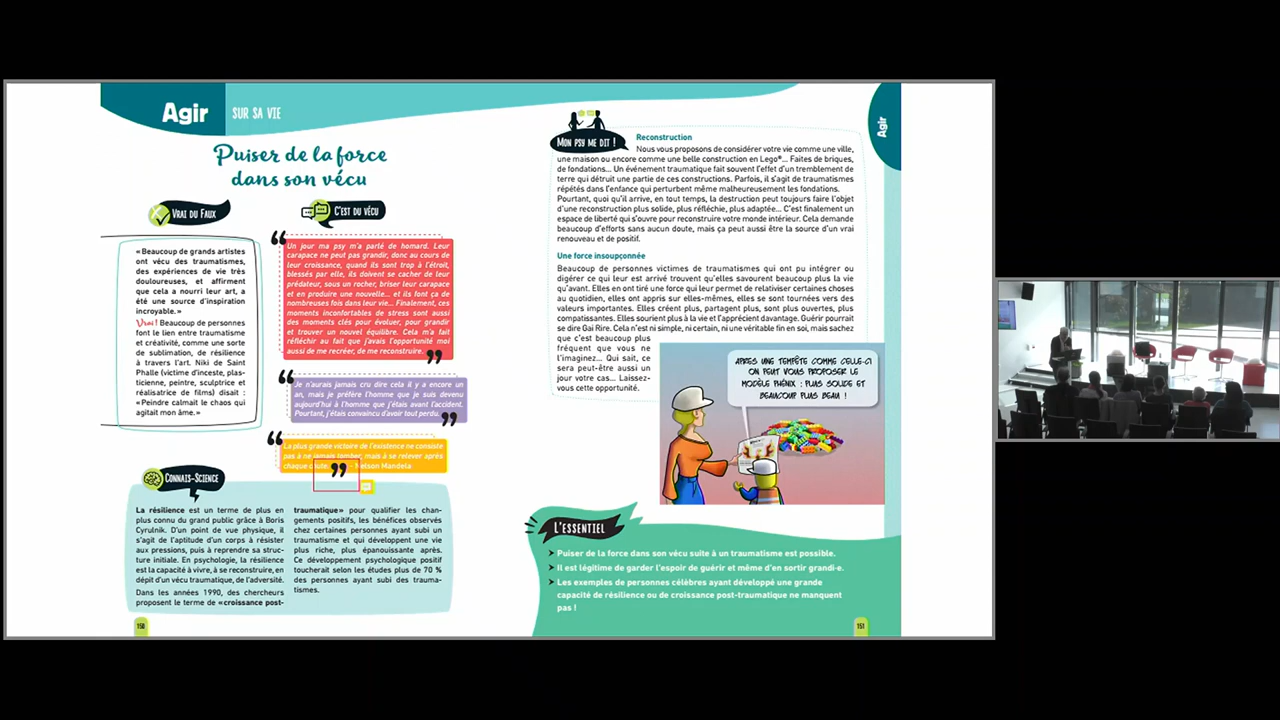 Agir
SUR SA VIE
Puiser de la force
dans son vécu
VRAI DU FAUX
« Beaucoup de grands artistes
ont vécu des traumatismes,
des expériences de vie très
douloureuses, et affirment
que cela a nourri leur art, a
été une source d'inspiration
incroyable. »
VRAI ! Beaucoup de personnes
font le lien entre traumatisme
et créativité, comme une sorte
de sublimation, de résilience
à travers l'art. Niki de Saint
Phalle (victime d'inceste, plas-
ticienne, peintre, sculptrice et
réalisatrice de films) disait :
« Peindre calmait le chaos qui
agitait mon âme. »
C'EST DU VÉCU
“
Un jour ma psy m'a parlé de homard. Leur
carapace ne peut pas grandir, donc au cours de
leur croissance, quand ils sont trop à l'étroit,
blessés par elle, ils doivent se cacher de leur
prédateur, sous un rocher, briser leur carapace
et en produire une nouvelle... et ils font ça de
nombreuses fois dans leur vie... Finalement, ces
moments inconfortables de stress sont aussi
des moments clés pour évoluer, pour grandir
et trouver un nouvel équilibre. Cela m'a fait
réfléchir au fait que j'avais l'opportunité moi
aussi de me recréer, de me reconstruire.
”
“
Je n'aurais jamais cru dire cela il y a encore un
an, mais je préfère l'homme que je suis devenu
aujourd'hui à l'homme que j'étais avant l'accident.
Pourtant, j'étais convaincu d'avoir tout perdu.
”
“
La plus grande victoire de l'existence ne consiste
pas à ne jamais tomber, mais à se relever après
chaque chute. Nelson Mandela
”
CONNAIS-SCIENCE
La résilience est un terme de plus en
plus connu du grand public grâce à Boris
Cyrulnik. D'un point de vue physique, il
s'agit de l'aptitude d'un corps à résister
aux pressions, puis à reprendre sa struc-
ture initiale. En psychologie, la résilience
est la capacité à vivre, à se reconstruire, en
dépit d'un vécu traumatique, de l'adversité.
Dans les années 1990, des chercheurs
proposent le terme de « croissance post-
traumatique » pour qualifier les chan-
gements positifs, les bénéfices observés
chez certaines personnes ayant subi un
traumatisme et qui développent une vie
plus riche, plus épanouissante après.
Ce développement psychologique positif
toucherait selon les études plus de 70 %
des personnes ayant subi des trauma-
tismes.
150
MON PSY ME DIT !
Reconstruction
Nous vous proposons de considérer votre vie comme une ville,
une maison ou encore comme une belle construction en Lego®... Faites de briques,
de fondations... Un événement traumatique fait souvent l'effet d'un tremblement de
terre qui détruit une partie de ces constructions. Parfois, il s'agit de traumatismes
répétés dans l'enfance qui perturbent même malheureusement les fondations.
Pourtant, quoi qu'il arrive, en tout temps, la destruction peut toujours faire l'objet
d'une reconstruction plus solide, plus réfléchie, plus adaptée... C'est finalement un
espace de liberté qui s'ouvre pour reconstruire votre monde intérieur. Cela demande
beaucoup d'efforts sans aucun doute, mais ça peut aussi être la source d'un vrai
renouveau et de positif.
Une force insoupçonnée
Beaucoup de personnes victimes de traumatismes qui ont pu intégrer ou
digérer ce qui leur est arrivé trouvent qu'elles savourent beaucoup plus la vie
qu'avant. Elles en ont tiré une force qui leur permet de relativiser certaines choses
au quotidien, elles ont appris sur elles-mêmes, elles se sont tournées vers des
valeurs importantes. Elles créent plus, partagent plus, sont plus ouvertes, plus
compatissantes. Elles sourient plus à la vie et l'apprécient davantage. Guérir pourrait
se dire Gai Rire. Cela n'est ni simple, ni certain, ni une véritable fin en soi, mais sachez
que c'est beaucoup plus
fréquent que vous ne
l'imaginez... Qui sait, ce
sera peut-être aussi un
jour votre cas... Laissez-
vous cette opportunité.
APRÈS UNE TEMPÊTE COMME CELLE-CI
ON PEUT VOUS PROPOSER LE
MODÈLE PHÉNIX : PLUS SOLIDE ET
BEAUCOUP PLUS BEAU !
L'ESSENTIEL
➤ Puiser de la force dans son vécu suite à un traumatisme est possible.
➤ Il est légitime de garder l'espoir de guérir et même d'en sortir grandi·e.
➤ Les exemples de personnes célèbres ayant développé une grande
capacité de résilience ou de croissance post-traumatique ne manquent
pas !
151
Agir